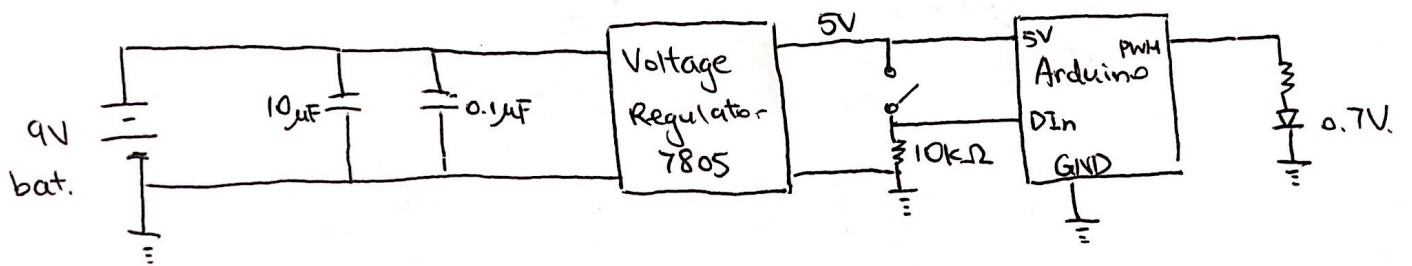 9V
bat.
10μF
0.1μF
Voltage
Regulator
7805
5V
10kΩ
5V
PWM
Arduino
DIn
GND
0.7V.